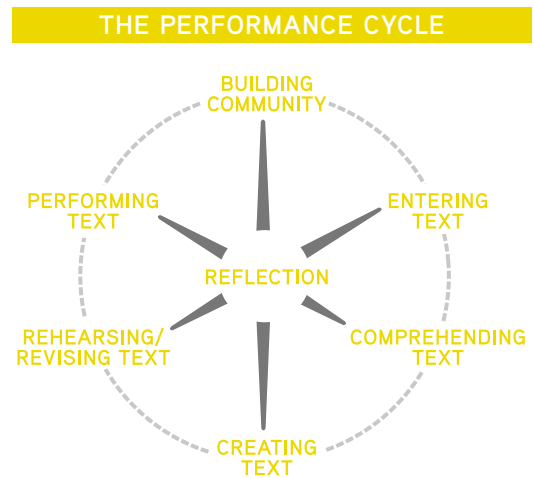 THE PERFORMANCE CYCLE
BUILDING
COMMUNITY
ENTERING
TEXT
COMPREHENDING
TEXT
CREATING
TEXT
REHEARSING/
REVISING TEXT
PERFORMING
TEXT
REFLECTION